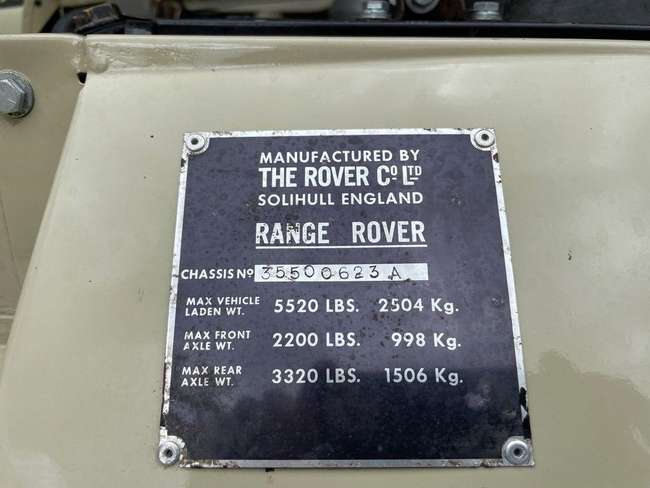 MANUFACTURED BY
THE ROVER Cº LTD
SOLIHULL ENGLAND
RANGE ROVER
CHASSIS Nº 35500623A
MAX VEHICLE LADEN WT. 5520 LBS. 2504 Kg.
MAX FRONT AXLE WT. 2200 LBS. 998 Kg.
MAX REAR AXLE WT. 3320 LBS. 1506 Kg.